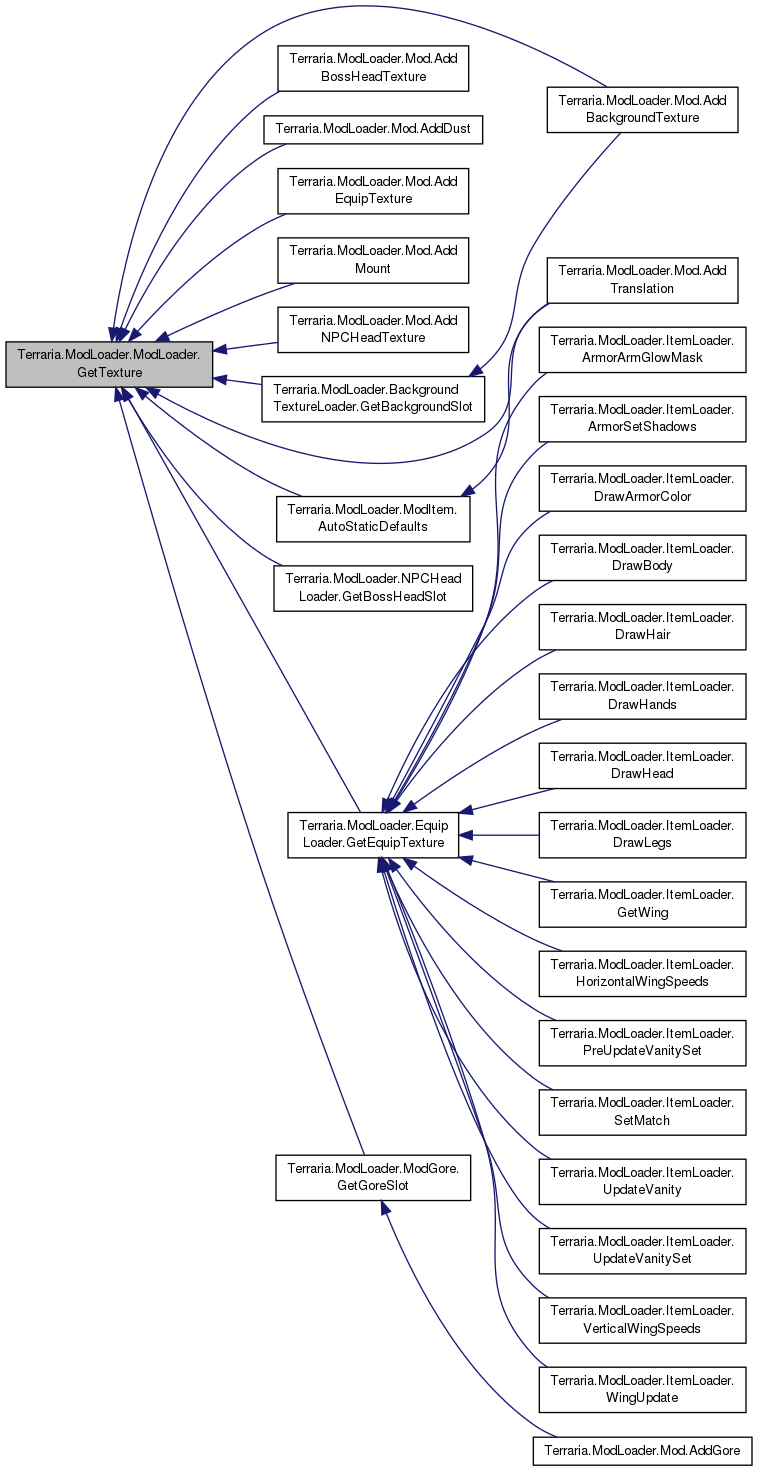 Terraria.ModLoader.ModLoader.
GetTexture
Terraria.ModLoader.Mod.Add
BossHeadTexture
Terraria.ModLoader.Mod.AddDust
Terraria.ModLoader.Mod.Add
EquipTexture
Terraria.ModLoader.Mod.Add
Mount
Terraria.ModLoader.Mod.Add
NPCHeadTexture
Terraria.ModLoader.Background
TextureLoader.GetBackgroundSlot
Terraria.ModLoader.ModItem.
AutoStaticDefaults
Terraria.ModLoader.NPCHead
Loader.GetBossHeadSlot
Terraria.ModLoader.Equip
Loader.GetEquipTexture
Terraria.ModLoader.ModGore.
GetGoreSlot
Terraria.ModLoader.Mod.Add
BackgroundTexture
Terraria.ModLoader.Mod.Add
Translation
Terraria.ModLoader.ItemLoader.
ArmorArmGlowMask
Terraria.ModLoader.ItemLoader.
ArmorSetShadows
Terraria.ModLoader.ItemLoader.
DrawArmorColor
Terraria.ModLoader.ItemLoader.
DrawBody
Terraria.ModLoader.ItemLoader.
DrawHair
Terraria.ModLoader.ItemLoader.
DrawHands
Terraria.ModLoader.ItemLoader.
DrawHead
Terraria.ModLoader.ItemLoader.
DrawLegs
Terraria.ModLoader.ItemLoader.
GetWing
Terraria.ModLoader.ItemLoader.
HorizontalWingSpeeds
Terraria.ModLoader.ItemLoader.
PreUpdateVanitySet
Terraria.ModLoader.ItemLoader.
SetMatch
Terraria.ModLoader.ItemLoader.
UpdateVanity
Terraria.ModLoader.ItemLoader.
UpdateVanitySet
Terraria.ModLoader.ItemLoader.
VerticalWingSpeeds
Terraria.ModLoader.ItemLoader.
WingUpdate
Terraria.ModLoader.Mod.AddGore